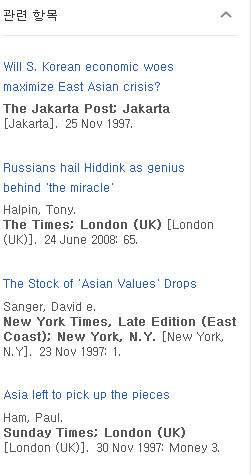 관련 항목
Will S. Korean economic woes
maximize East Asian crisis?
The Jakarta Post; Jakarta
[Jakarta]. 25 Nov 1997.
Russians hail Hiddink as genius
behind 'the miracle'
Halpin, Tony.
The Times; London (UK) [London
(UK)]. 24 June 2008: 65.
The Stock of 'Asian Values' Drops
Sanger, David e.
New York Times, Late Edition (East
Coast); New York, N.Y. [New York,
N.Y]. 23 Nov 1997: 1.
Asia left to pick up the pieces
Ham, Paul.
Sunday Times; London (UK)
[London (UK)]. 30 Nov 1997: Money 3.